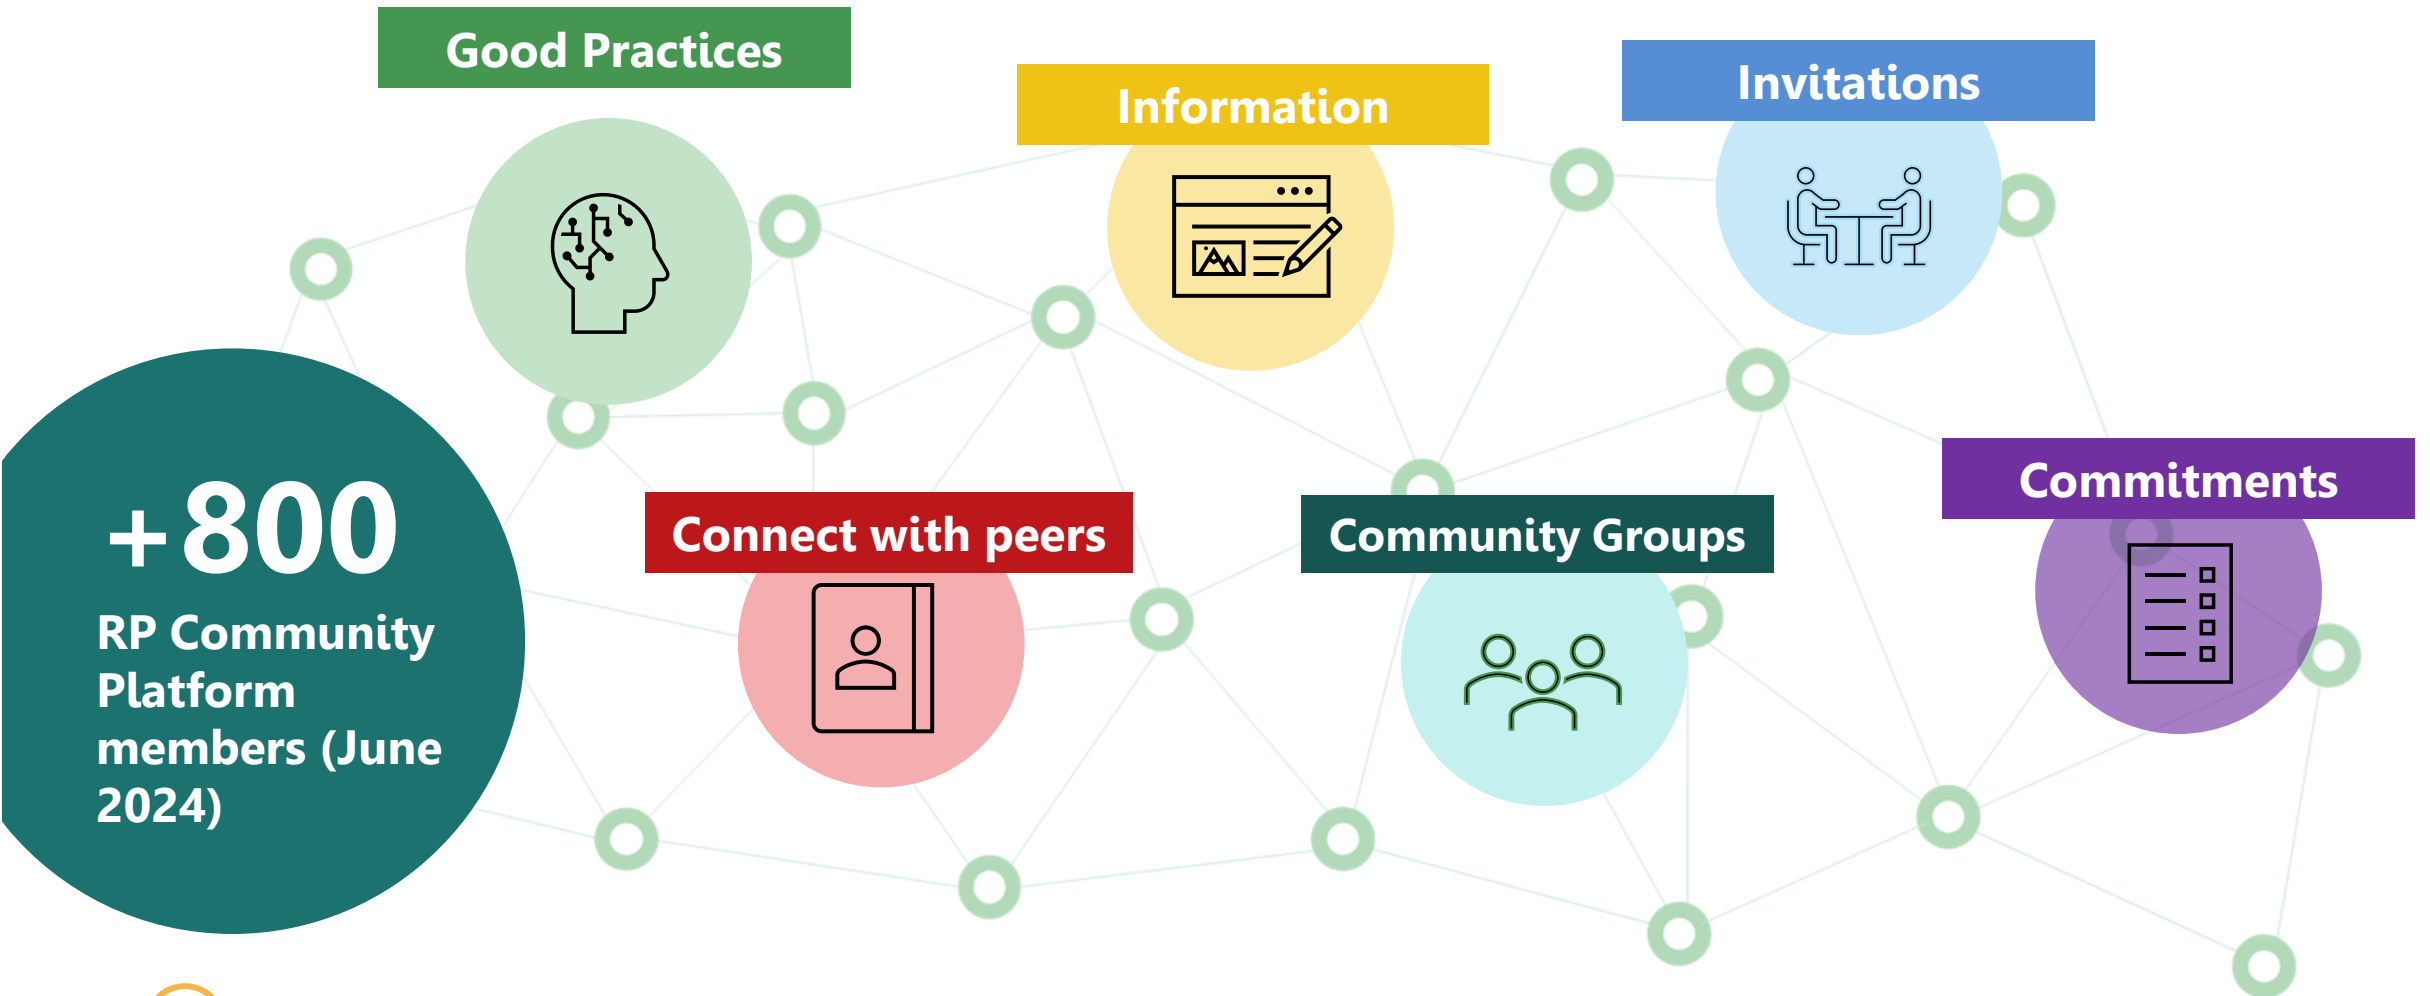 Good Practices
Information
Invitations
+800
RP Community
Platform
members (June
2024)
Connect with peers
Community Groups
Commitments